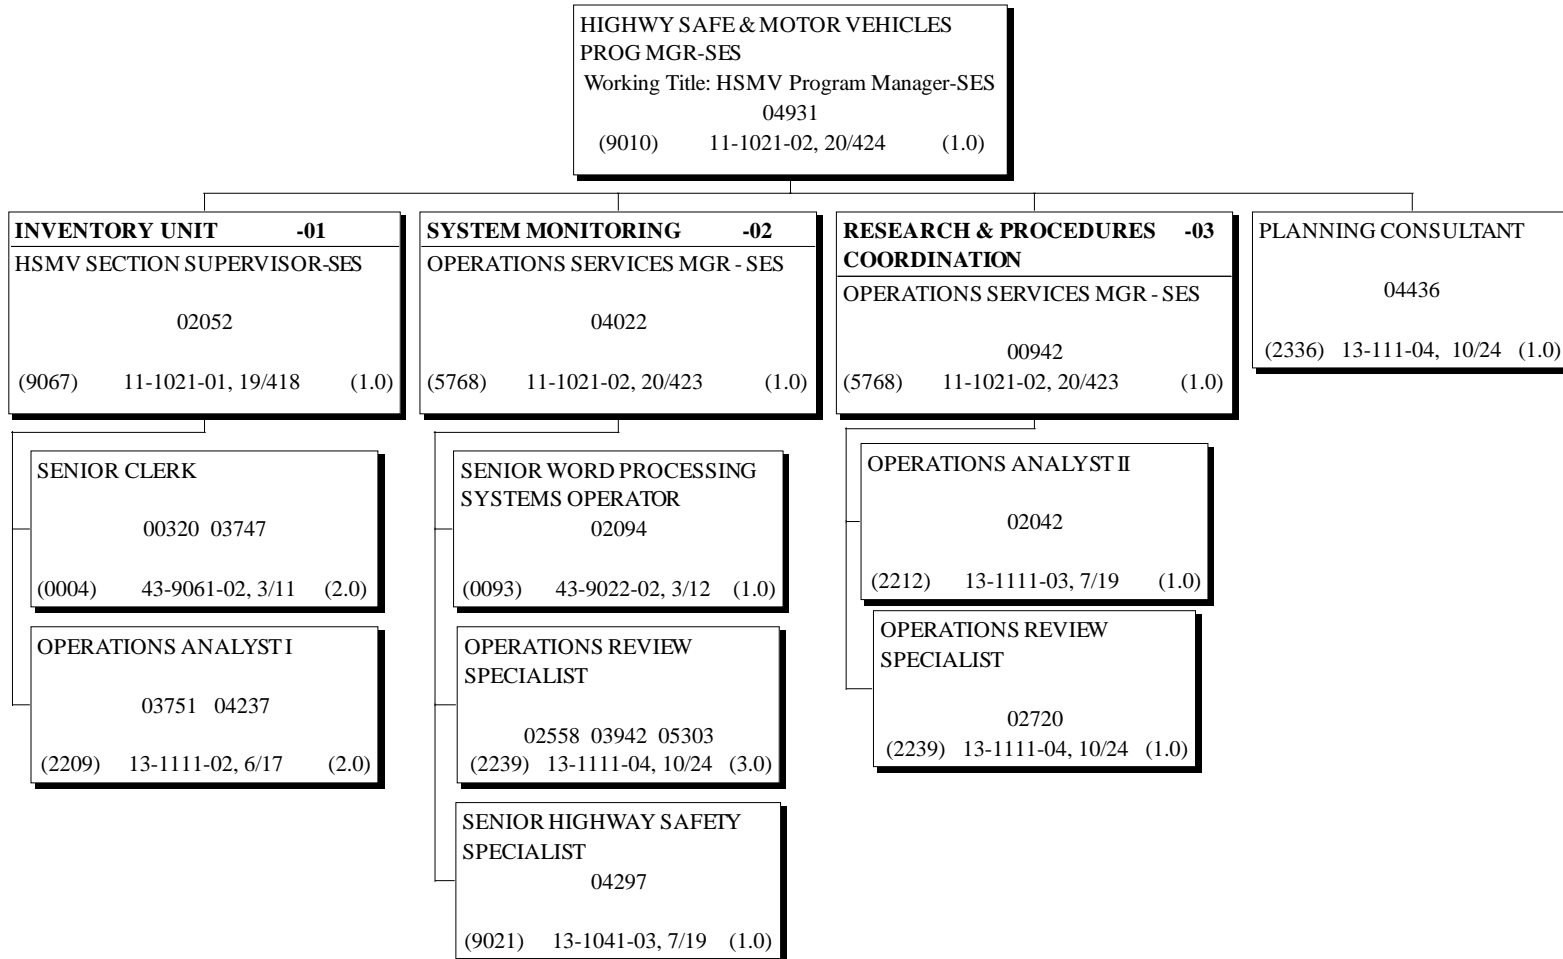 HIGHWY SAFE & MOTOR VEHICLES
PROG MGR-SES
Working Title: HSMV Program Manager-SES
04931
(9010) 11-1021-02, 20/424 (1.0)
INVENTORY UNIT -01
HSMV SECTION SUPERVISOR-SES
02052
(9067) 11-1021-01, 19/418 (1.0)
SENIOR CLERK
00320 03747
(0004) 43-9061-02, 3/11 (2.0)
OPERATIONS ANALYST I
03751 04237
(2209) 13-1111-02, 6/17 (2.0)
SYSTEM MONITORING -02
OPERATIONS SERVICES MGR - SES
04022
(5768) 11-1021-02, 20/423 (1.0)
SENIOR WORD PROCESSING
SYSTEMS OPERATOR
02094
(0093) 43-9022-02, 3/12 (1.0)
OPERATIONS REVIEW
SPECIALIST
02558 03942 05303
(2239) 13-1111-04, 10/24 (3.0)
SENIOR HIGHWAY SAFETY
SPECIALIST
04297
(9021) 13-1041-03, 7/19 (1.0)
RESEARCH & PROCEDURES -03
COORDINATION
OPERATIONS SERVICES MGR - SES
00942
(5768) 11-1021-02, 20/423 (1.0)
OPERATIONS ANALYST II
02042
(2212) 13-1111-03, 7/19 (1.0)
OPERATIONS REVIEW
SPECIALIST
02720
(2239) 13-1111-04, 10/24 (1.0)
PLANNING CONSULTANT
04436
(2336) 13-111-04, 10/24 (1.0)